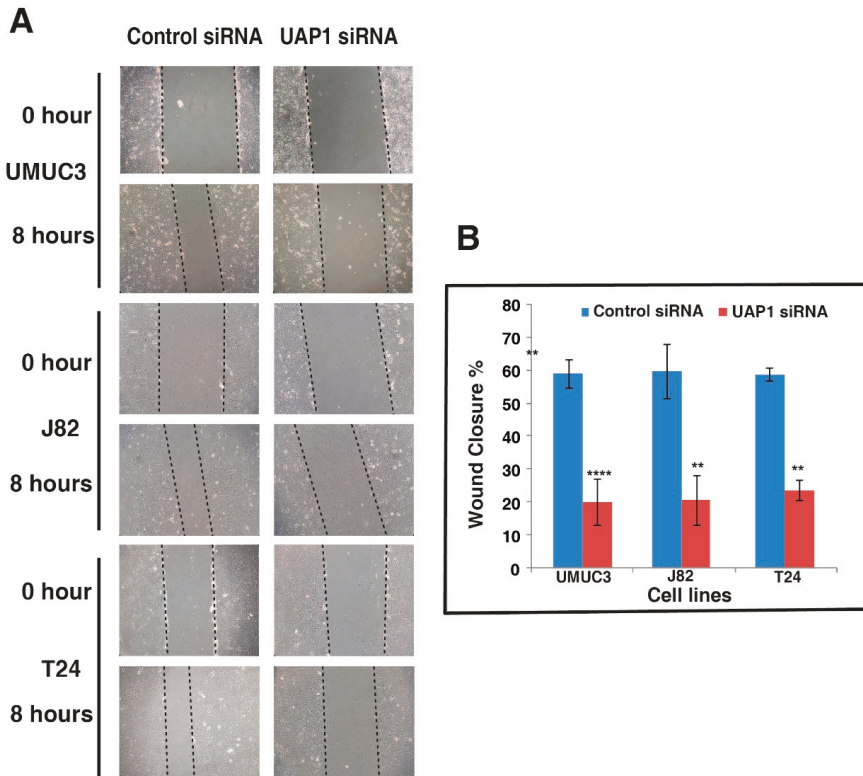 A
Control siRNA UAP1 siRNA
0 hour
UMUC3
8 hours
0 hour
J82
8 hours
0 hour
T24
8 hours
B
Control siRNA UAP1 siRNA
80
70
**
60
50
40
30
20
10
0
Wound Closure %
**** ** **
UMUC3 J82 T24
Cell lines